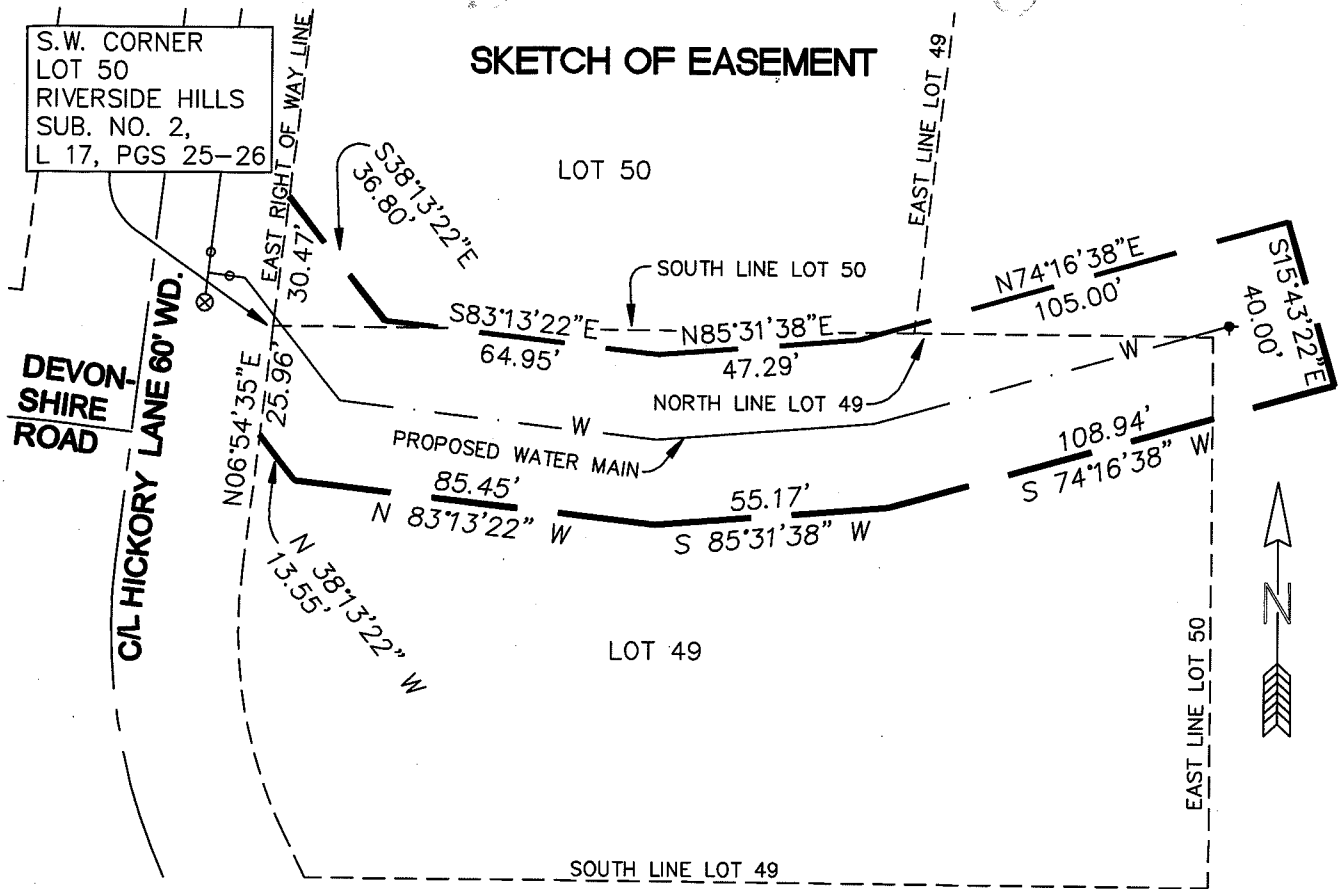 SKETCH OF EASEMENT
S.W. CORNER
LOT 50
RIVERSIDE HILLS
SUB. NO. 2,
L 17, PGS 25-26
EAST RIGHT OF WAY LINE
30.47'
S38°13'22"E
36.80'
LOT 50
EAST LINE LOT 49
SOUTH LINE LOT 50
N74°16'38"E
105.00'
S15°43'22"E
40.00'
S83°13'22"E
64.95'
N85°31'38"E
47.29'
NORTH LINE LOT 49
W
W
PROPOSED WATER MAIN
DEVON-
SHIRE
ROAD
C/L HICKORY LANE 60' WD.
N06°54'35"E
25.96'
85.45'
N 83°13'22" W
55.17'
S 85°31'38" W
108.94'
S 74°16'38" W
N 38°13'22" W
13.55'
LOT 49
N
EAST LINE LOT 50
SOUTH LINE LOT 49